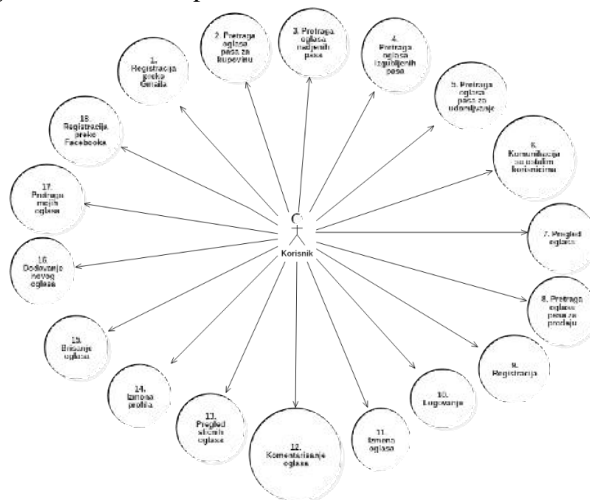 1.
Registracija
preko
Gmaila
2. Pretraga
oglasa
pasa za
kupovinu
3. Pretraga
oglasa
nadjenih
pasa
4.
Pretraga
oglasa
izgubljenih
pasa
5. Pretraga
oglasa
pasa za
udomljvanje
6.
Komunikacija
sa ostalim
korisnicima
7. Pregled
oglasa
8. Pretraga
oglasa
pasa za
prodaju
9.
Registracija
10.
Logovanje
11.
Izmena
oglasa
12.
Komentarisanje
oglasa
13.
Pregled
slicnih
oglasa
14.
Izmena
profila
15.
Brisanje
oglasa
16.
Dodavanje
novog
oglasa
17.
Pretraga
mojih
oglasa
18.
Registracija
preko
Facebooka
Korisnik